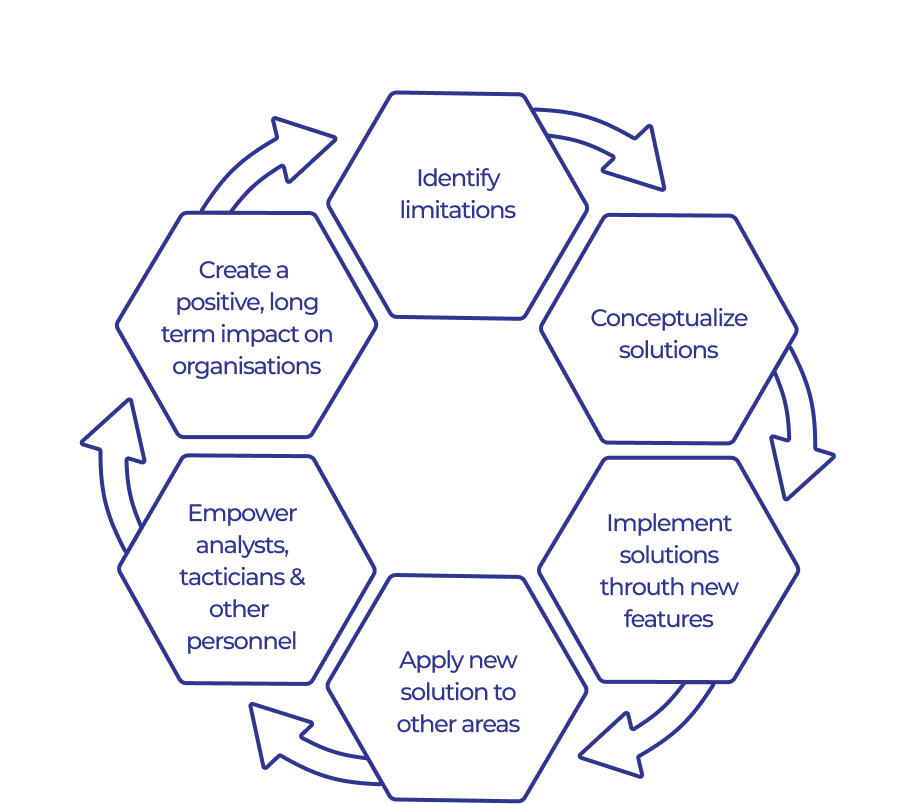 Identify
limitations
Conceptualize
solutions
Implement
solutions
throuth new
features
Apply new
solution to
other areas
Empower
analysts,
tacticians &
other
personnel
Create a
positive, long
term impact on
organisations